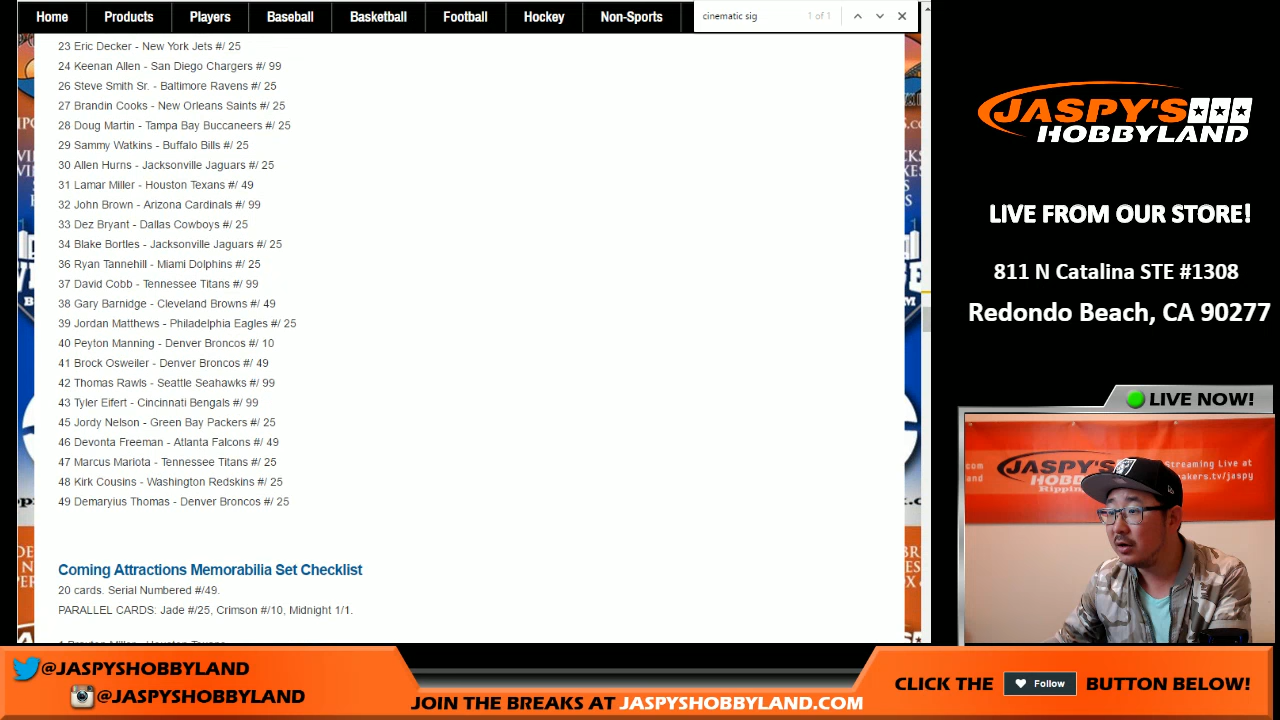 Home Products Players Baseball Basketball Football Hockey Non-Sports
cinematic sig 1 of 1
23 Eric Decker - New York Jets #/ 25
24 Keenan Allen - San Diego Chargers #/ 99
26 Steve Smith Sr. - Baltimore Ravens #/ 25
27 Brandin Cooks - New Orleans Saints #/ 25
28 Doug Martin - Tampa Bay Buccaneers #/ 25
29 Sammy Watkins - Buffalo Bills #/ 25
30 Allen Hurns - Jacksonville Jaguars #/ 25
31 Lamar Miller - Houston Texans #/ 49
32 John Brown - Arizona Cardinals #/ 99
33 Dez Bryant - Dallas Cowboys #/ 25
34 Blake Bortles - Jacksonville Jaguars #/ 25
36 Ryan Tannehill - Miami Dolphins #/ 25
37 David Cobb - Tennessee Titans #/ 99
38 Gary Barnidge - Cleveland Browns #/ 49
39 Jordan Matthews - Philadelphia Eagles #/ 25
40 Peyton Manning - Denver Broncos #/ 10
41 Brock Osweiler - Denver Broncos #/ 49
42 Thomas Rawls - Seattle Seahawks #/ 99
43 Tyler Eifert - Cincinnati Bengals #/ 99
45 Jordy Nelson - Green Bay Packers #/ 25
46 Devonta Freeman - Atlanta Falcons #/ 49
47 Marcus Mariota - Tennessee Titans #/ 25
48 Kirk Cousins - Washington Redskins #/ 25
49 Demaryius Thomas - Denver Broncos #/ 25
Coming Attractions Memorabilia Set Checklist
20 cards. Serial Numbered #/49.
PARALLEL CARDS: Jade #/25, Crimson #/10, Midnight 1/1.
JASPY'S
HOBBYLAND
LIVE FROM OUR STORE!
811 N Catalina STE #1308
Redondo Beach, CA 90277
LIVE NOW!
JASPY'S
Streaming Live at
@JASPYSHOBBYLAND
@JASPYSHOBBYLAND
JOIN THE BREAKS AT JASPYSHOBBYLAND.COM
CLICK THE Follow BUTTON BELOW!